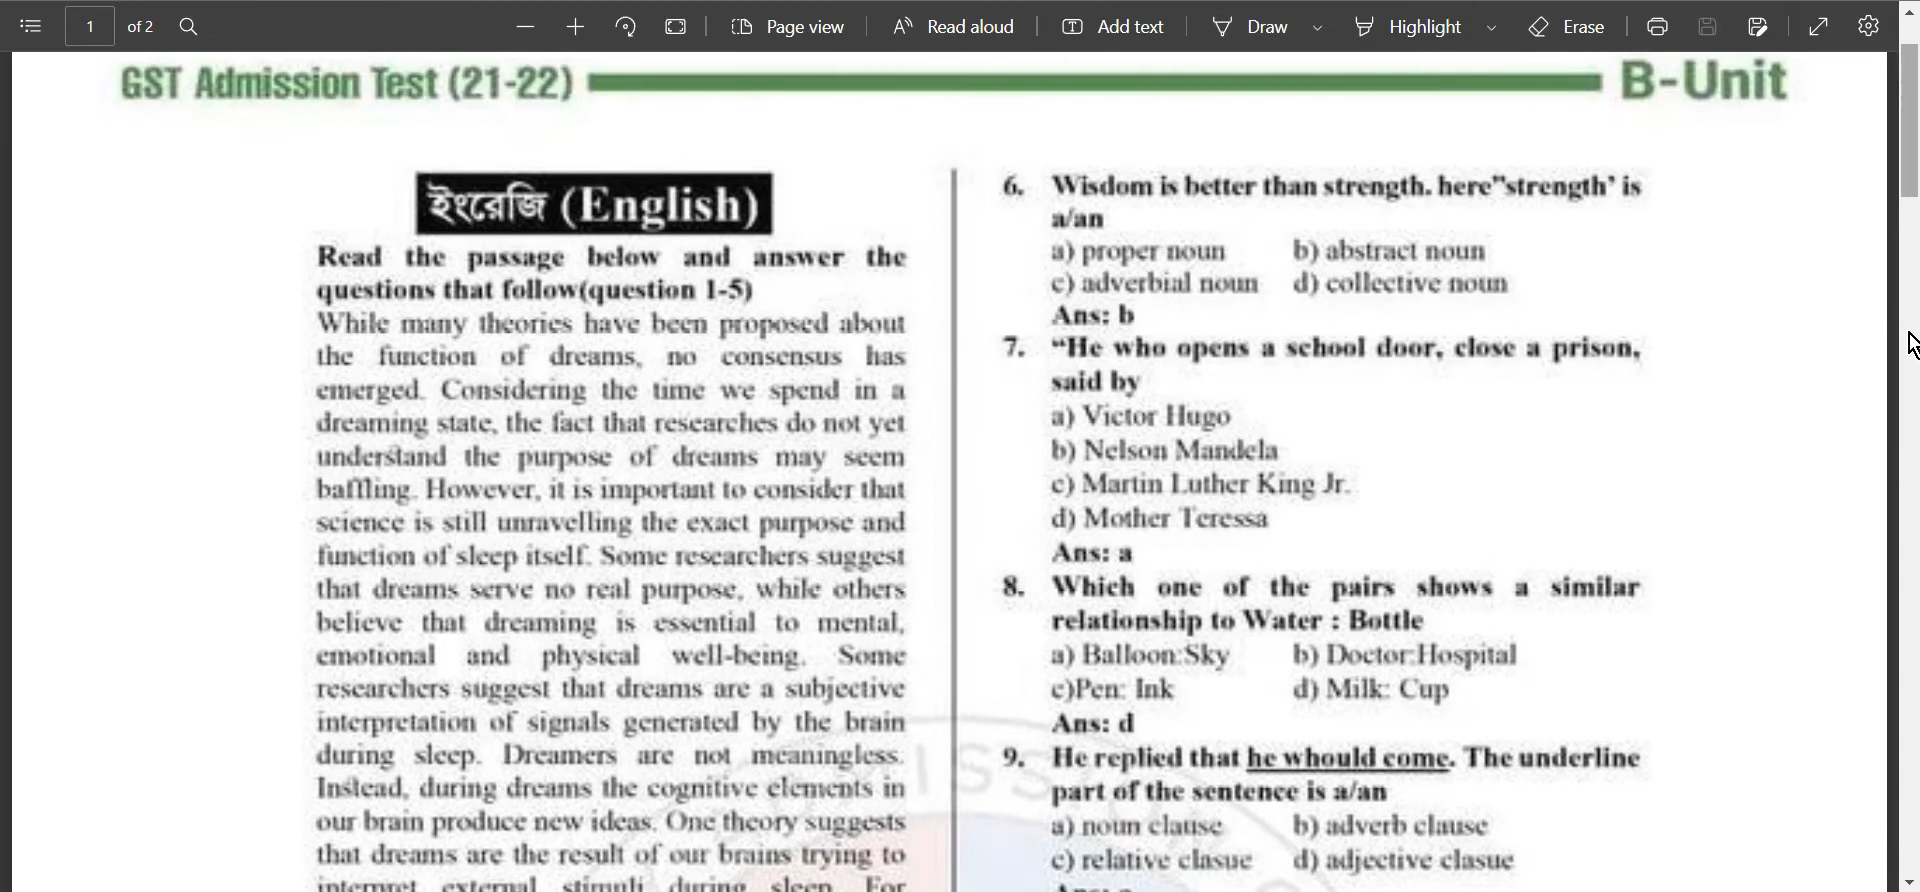 1 of 2 Page view Read aloud Add text Draw Highlight Erase
GST Admission Test (21-22) B-Unit
ইংরেজি (English)
Read the passage below and answer the
questions that follow(question 1-5)
While many theories have been proposed about
the function of dreams, no consensus has
emerged. Considering the time we spend in a
dreaming state, the fact that researches do not yet
understand the purpose of dreams may seem
baffling. However, it is important to consider that
science is still unravelling the exact purpose and
function of sleep itself. Some researchers suggest
that dreams serve no real purpose, while others
believe that dreaming is essential to mental,
emotional and physical well-being. Some
researchers suggest that dreams are a subjective
interpretation of signals generated by the brain
during sleep. Dreamers are not meaningless.
Instead, during dreams the cognitive elements in
our brain produce new ideas. One theory suggests
that dreams are the result of our brains trying to
interpret external stimuli during sleep. For
6. Wisdom is better than strength. here"strength' is
a/an
a) proper noun b) abstract noun
c) adverbial noun d) collective noun
Ans: b
7. “He who opens a school door, close a prison,
said by
a) Victor Hugo
b) Nelson Mandela
c) Martin Luther King Jr.
d) Mother Teressa
Ans: a
8. Which one of the pairs shows a similar
relationship to Water : Bottle
a) Balloon:Sky b) Doctor:Hospital
c)Pen: Ink d) Milk: Cup
Ans: d
9. He replied that he whould come. The underline
part of the sentence is a/an
a) noun clause b) adverb clause
c) relative clasue d) adjective clasue